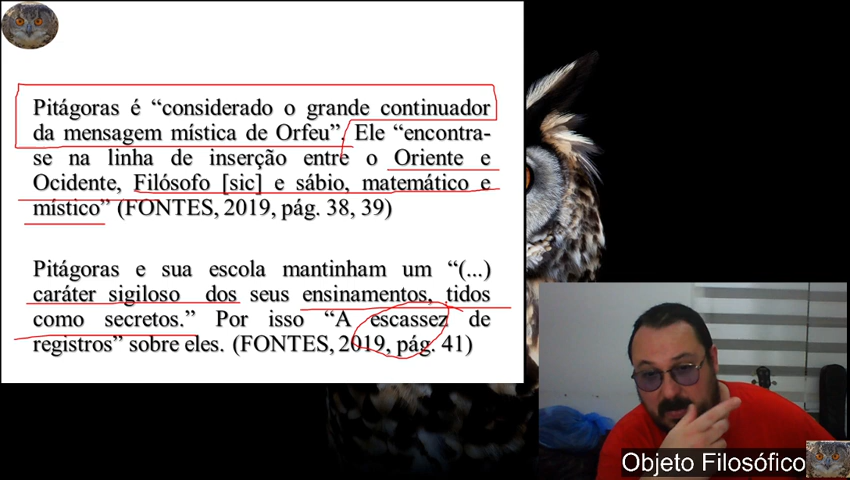 Pitágoras é “considerado o grande continuador
da mensagem mística de Orfeu”. Ele “encontra-
se na linha de inserção entre o Oriente e
Ocidente, Filósofo [sic] e sábio, matemático e
místico” (FONTES, 2019, pág. 38, 39)
Pitágoras e sua escola mantinham um “(...)
caráter sigiloso dos seus ensinamentos, tidos
como secretos.” Por isso “A escassez de
registros” sobre eles. (FONTES, 2019, pág. 41)
Objeto Filosófico